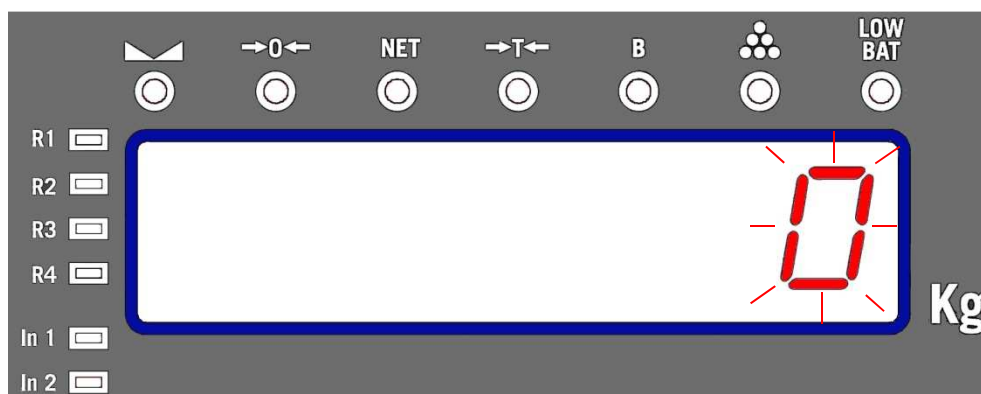 →0← NET →T← B LOW BAT
R1
R2
R3
R4
0
Kg
In 1
In 2